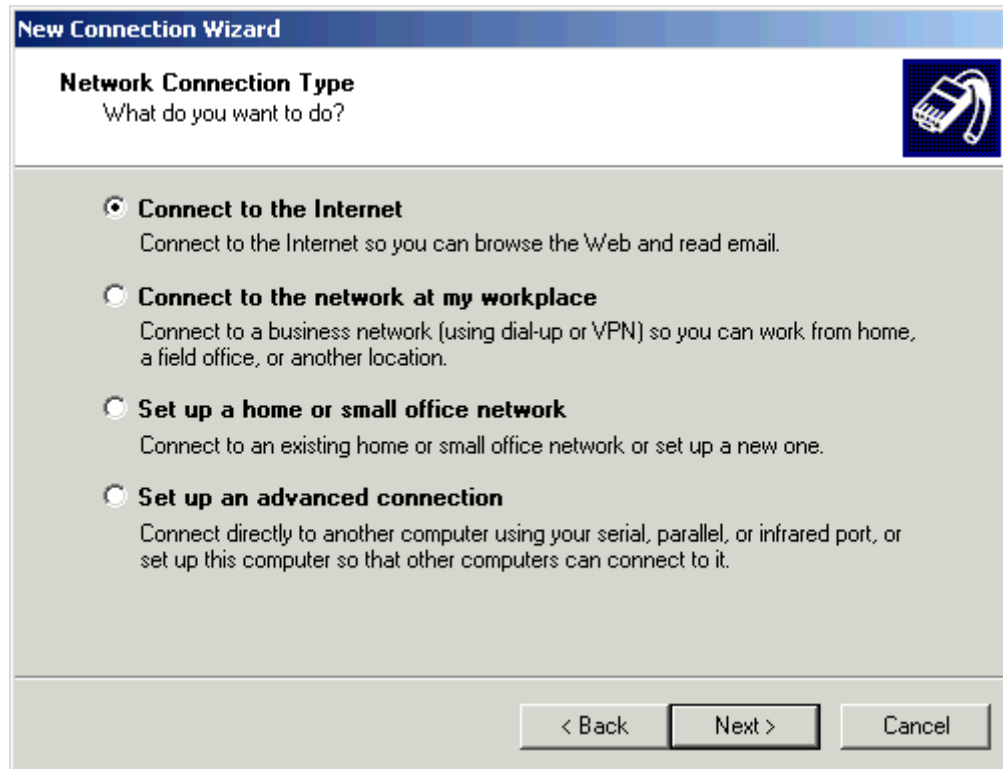 New Connection Wizard
Network Connection Type
What do you want to do?
Connect to the Internet
Connect to the Internet so you can browse the Web and read email.
Connect to the network at my workplace
Connect to a business network (using dial-up or VPN) so you can work from home,
a field office, or another location.
Set up a home or small office network
Connect to an existing home or small office network or set up a new one.
Set up an advanced connection
Connect directly to another computer using your serial, parallel, or infrared port, or
set up this computer so that other computers can connect to it.
< Back
Next >
Cancel